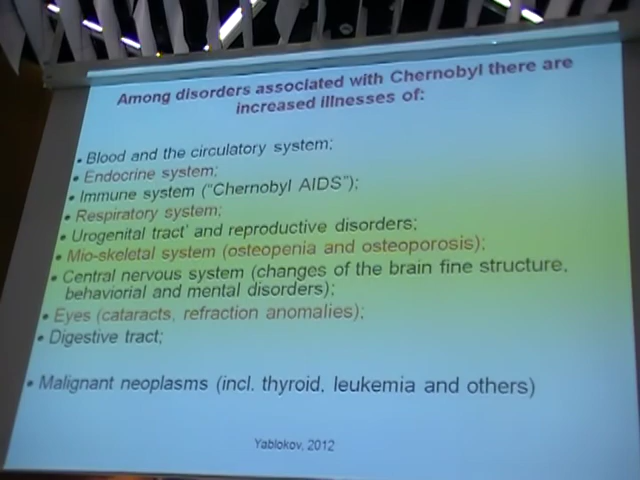 Among disorders associated with Chernobyl there are
increased illnesses of:
• Blood and the circulatory system;
• Endocrine system;
• Immune system ("Chernobyl AIDS");
• Respiratory system;
• Urogenital tract' and reproductive disorders;
• Mio-skeletal system (osteopenia and osteoporosis);
• Central nervous system (changes of the brain fine structure,
behaviorial and mental disorders);
• Eyes (cataracts, refraction anomalies);
• Digestive tract;
• Malignant neoplasms (incl. thyroid, leukemia and others)
Yablokov, 2012